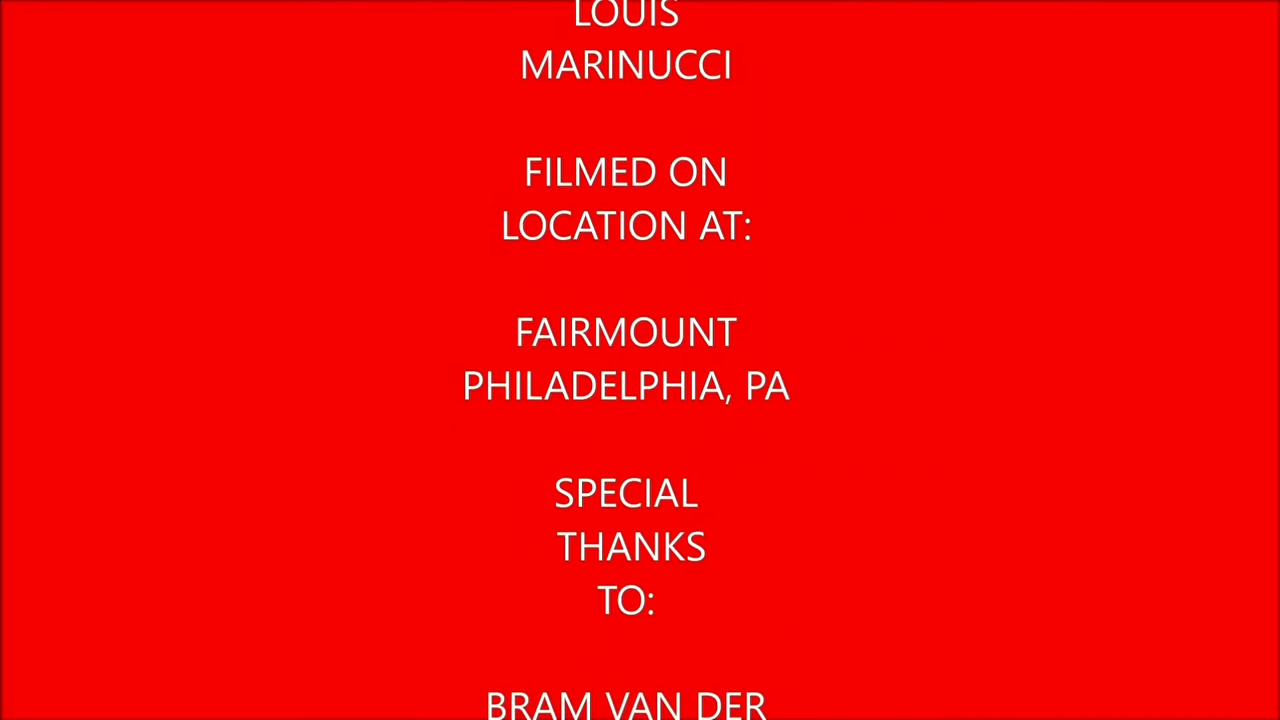 LOUIS
MARINUCCI
FILMED ON
LOCATION AT:
FAIRMOUNT
PHILADELPHIA, PA
SPECIAL
THANKS
TO:
BRAM VAN DER